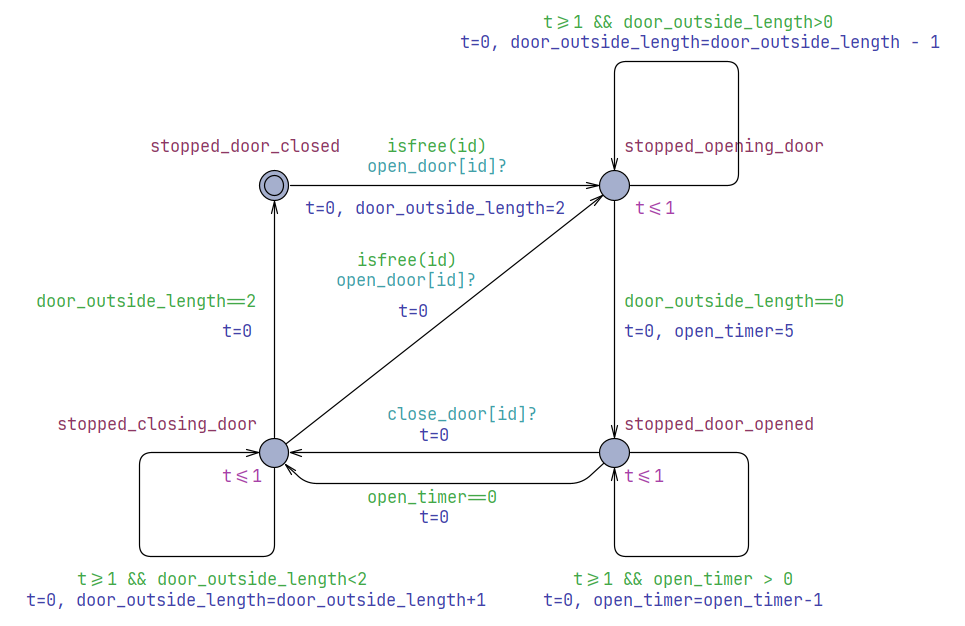 t≥1 && door_outside_length>0
t=0, door_outside_length=door_outside_length - 1
stopped_door_closed
isfree(id)
open_door[id]?
stopped_opening_door
t=0, door_outside_length=2
t≤1
isfree(id)
open_door[id]?
t=0
door_outside_length==2
t=0
door_outside_length==0
t=0, open_timer=5
stopped_closing_door
close_door[id]?
t=0
stopped_door_opened
t≤1
t≤1
open_timer==0
t=0
t≥1 && door_outside_length<2
t=0, door_outside_length=door_outside_length+1
t≥1 && open_timer > 0
t=0, open_timer=open_timer-1